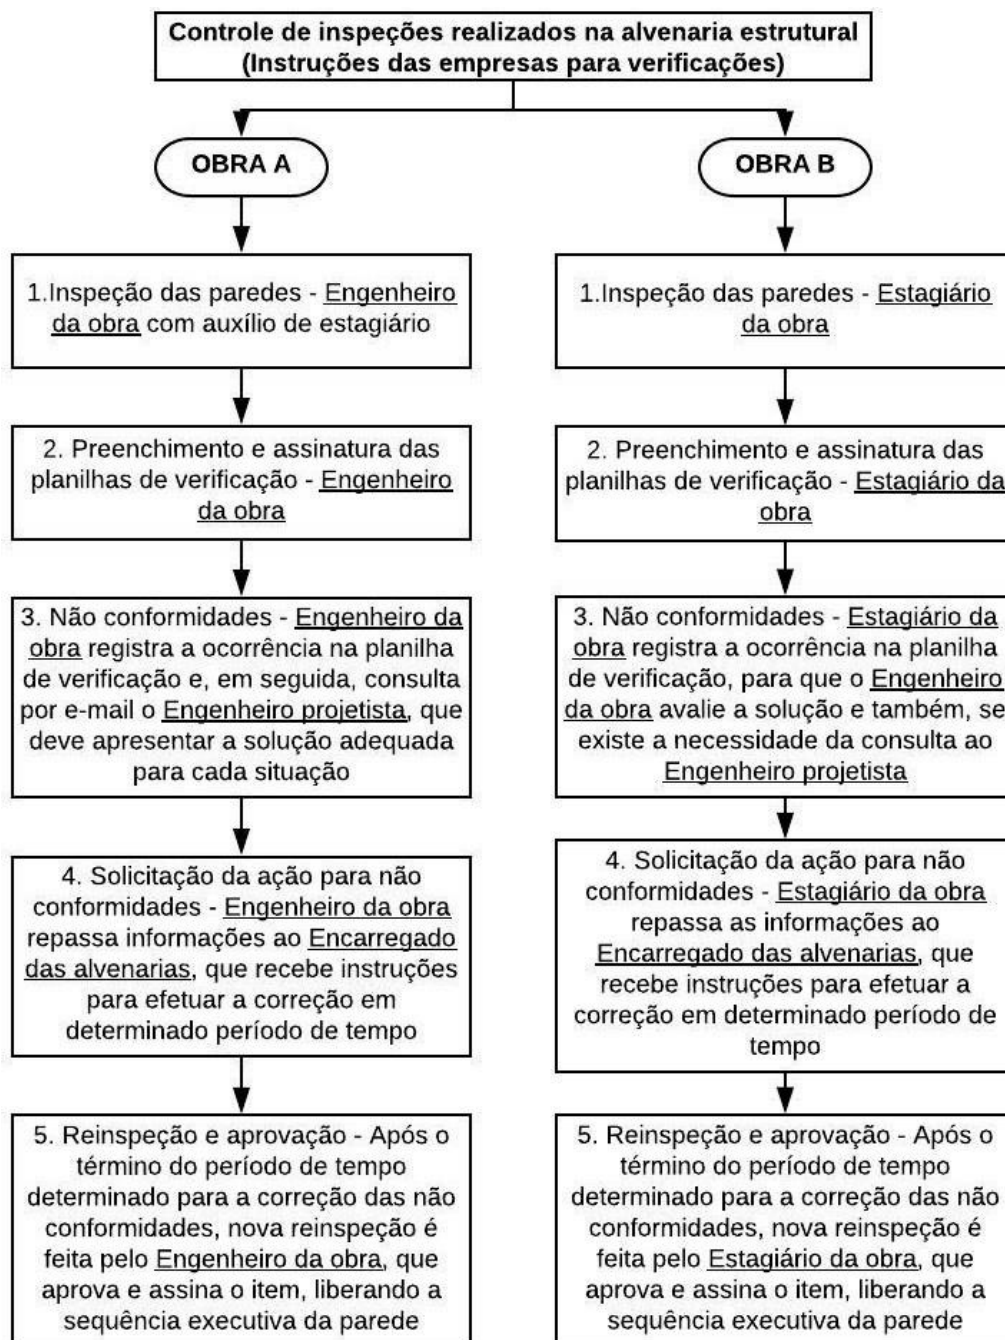 Controle de inspeções realizados na alvenaria estrutural
(Instruções das empresas para verificações)
OBRA A
1.Inspeção das paredes - Engenheiro
da obra com auxílio de estagiário
2. Preenchimento e assinatura das
planilhas de verificação - Engenheiro
da obra
3. Não conformidades - Engenheiro da
obra registra a ocorrência na planilha
de verificação e, em seguida, consulta
por e-mail o Engenheiro projetista, que
deve apresentar a solução adequada
para cada situação
4. Solicitação da ação para não
conformidades - Engenheiro da obra
repassa informações ao Encarregado
das alvenarias, que recebe instruções
para efetuar a correção em
determinado período de tempo
5. Reinspeção e aprovação - Após o
término do período de tempo
determinado para a correção das não
conformidades, nova reinspeção é
feita pelo Engenheiro da obra, que
aprova e assina o item, liberando a
sequência executiva da parede
OBRA B
1.Inspeção das paredes - Estagiário
da obra
2. Preenchimento e assinatura das
planilhas de verificação - Estagiário da
obra
3. Não conformidades - Estagiário da
obra registra a ocorrência na planilha
de verificação, para que o Engenheiro
da obra avalie a solução e também, se
existe a necessidade da consulta ao
Engenheiro projetista
4. Solicitação da ação para não
conformidades - Estagiário da obra
repassa as informações ao
Encarregado das alvenarias, que
recebe instruções para efetuar a
correção em determinado período de
tempo
5. Reinspeção e aprovação - Após o
término do período de tempo
determinado para a correção das não
conformidades, nova reinspeção é
feita pelo Estagiário da obra, que
aprova e assina o item, liberando a
sequência executiva da parede